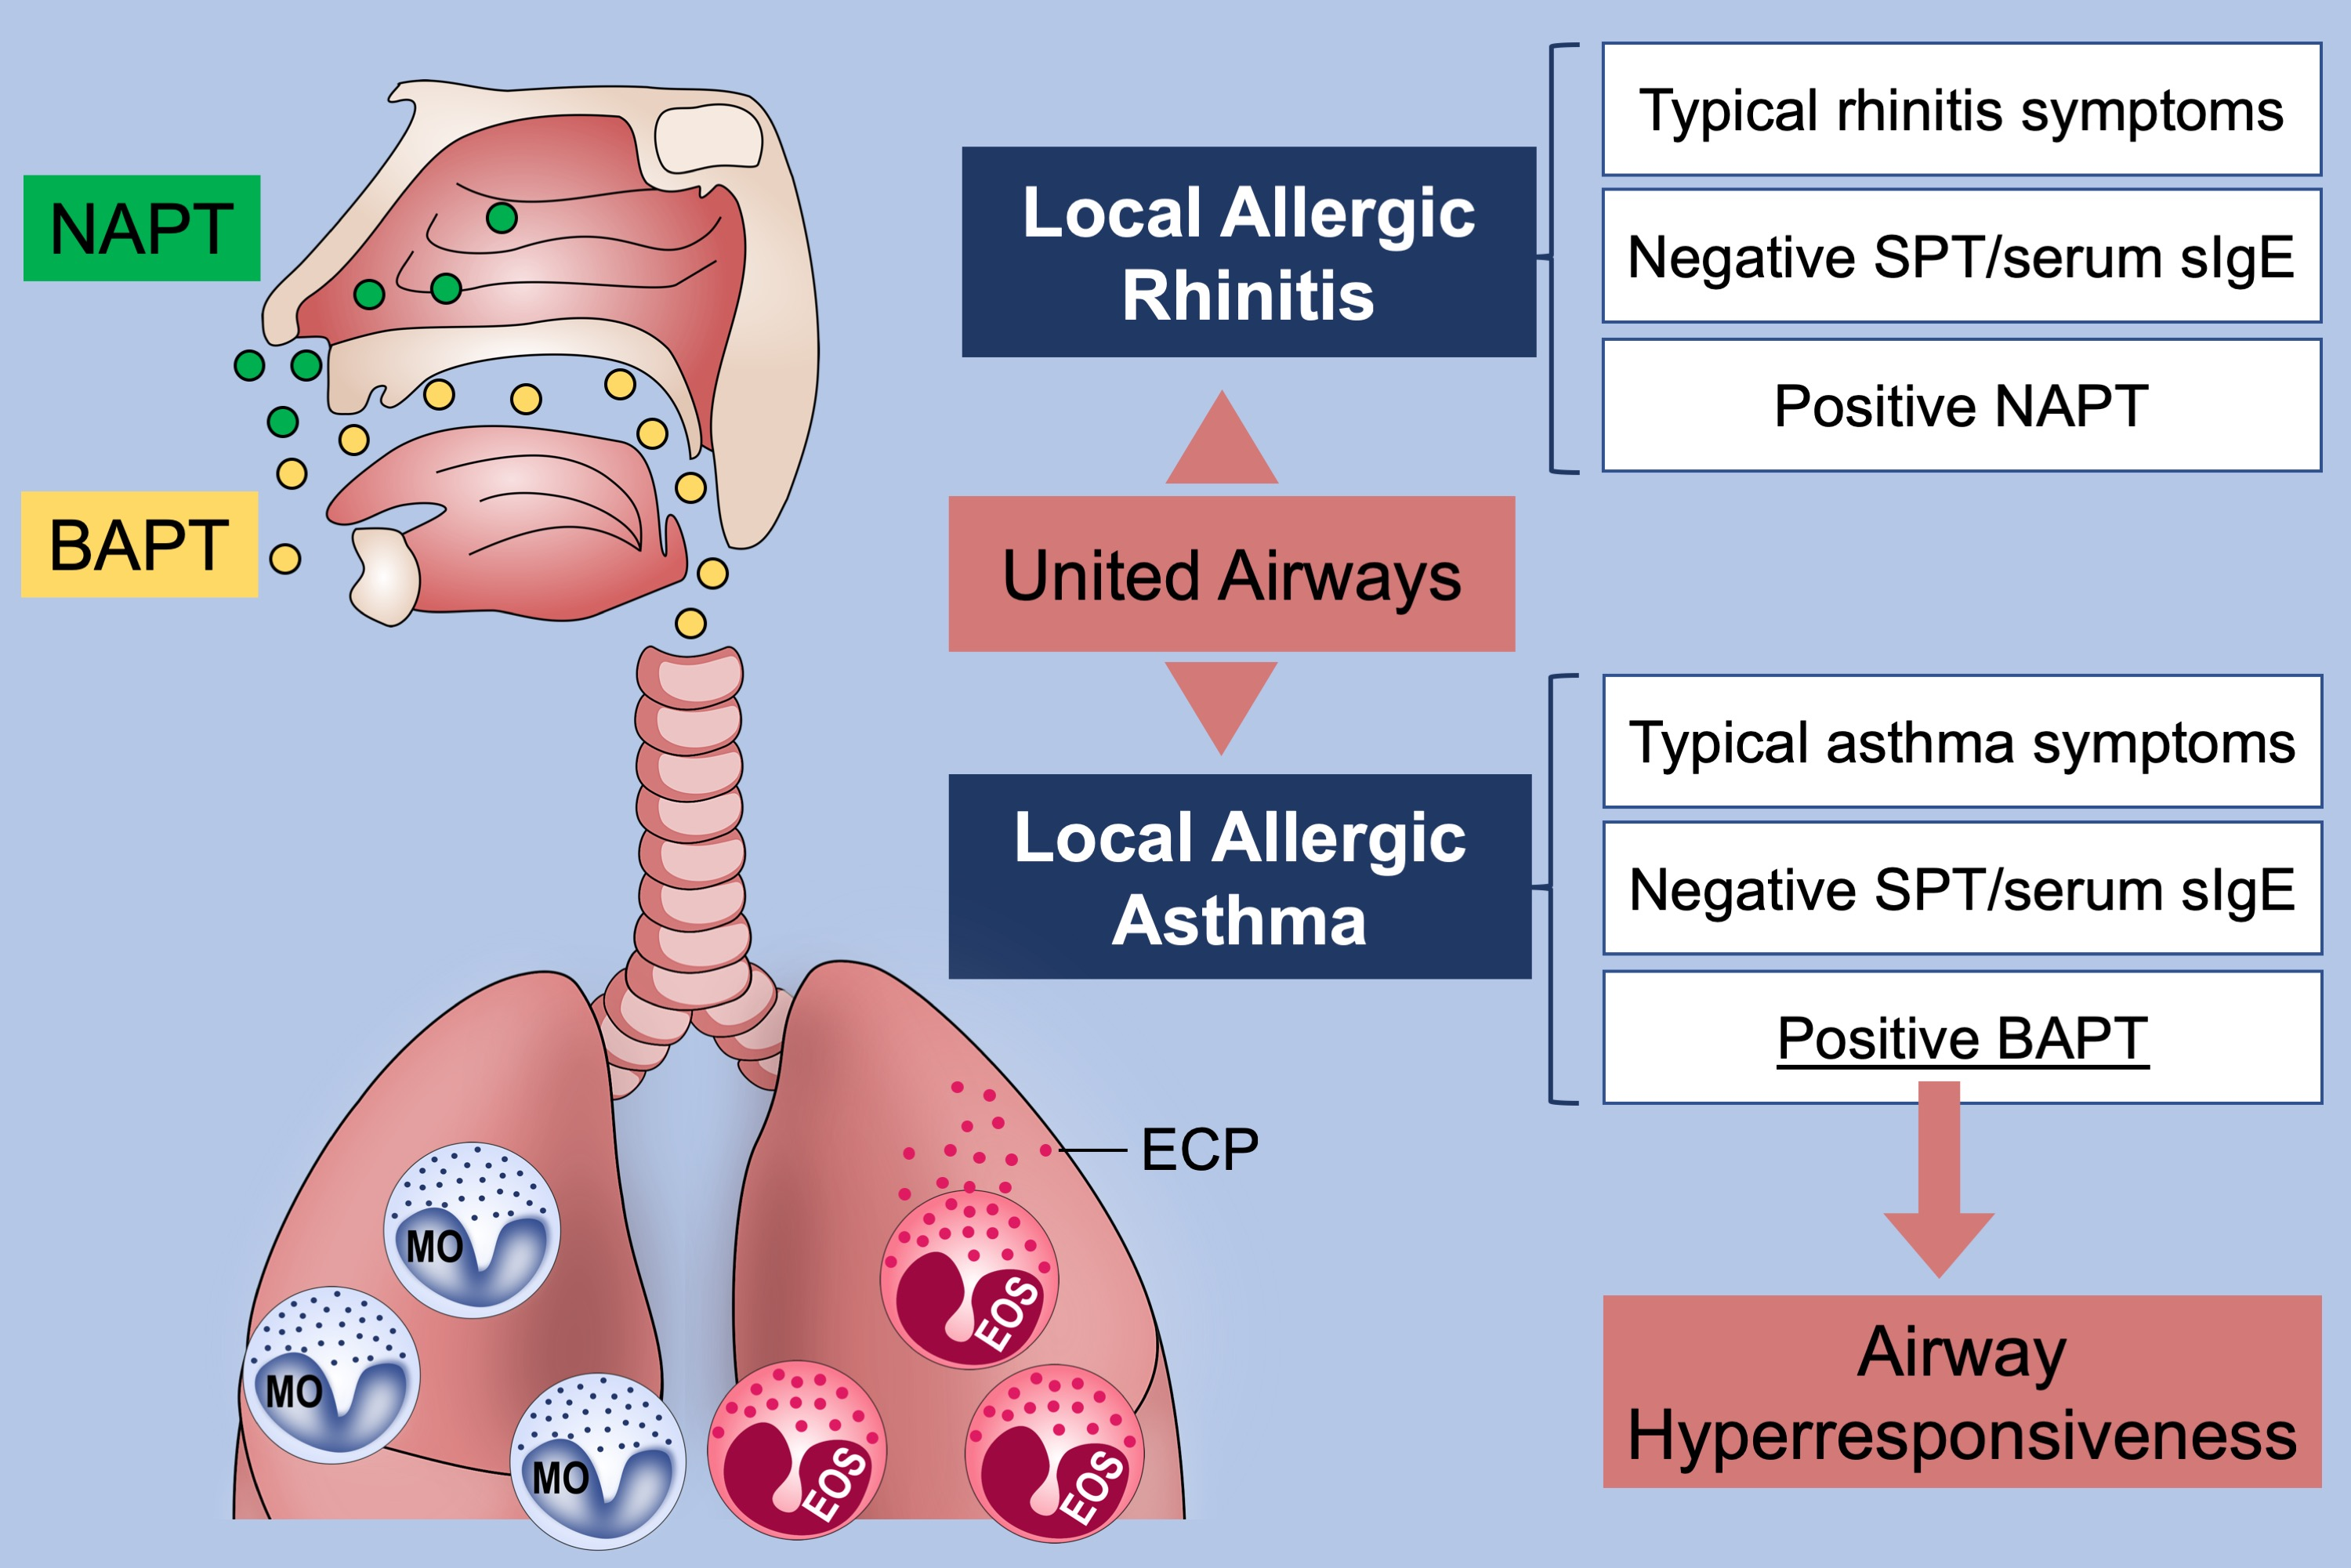 NAPT
BAPT
Local Allergic
Rhinitis
Typical rhinitis symptoms
Negative SPT/serum sIgE
Positive NAPT
United Airways
Local Allergic
Asthma
Typical asthma symptoms
Negative SPT/serum sIgE
Positive BAPT
Airway
Hyperresponsiveness
ECP
MO
MO
MO
EOS
EOS
EOS